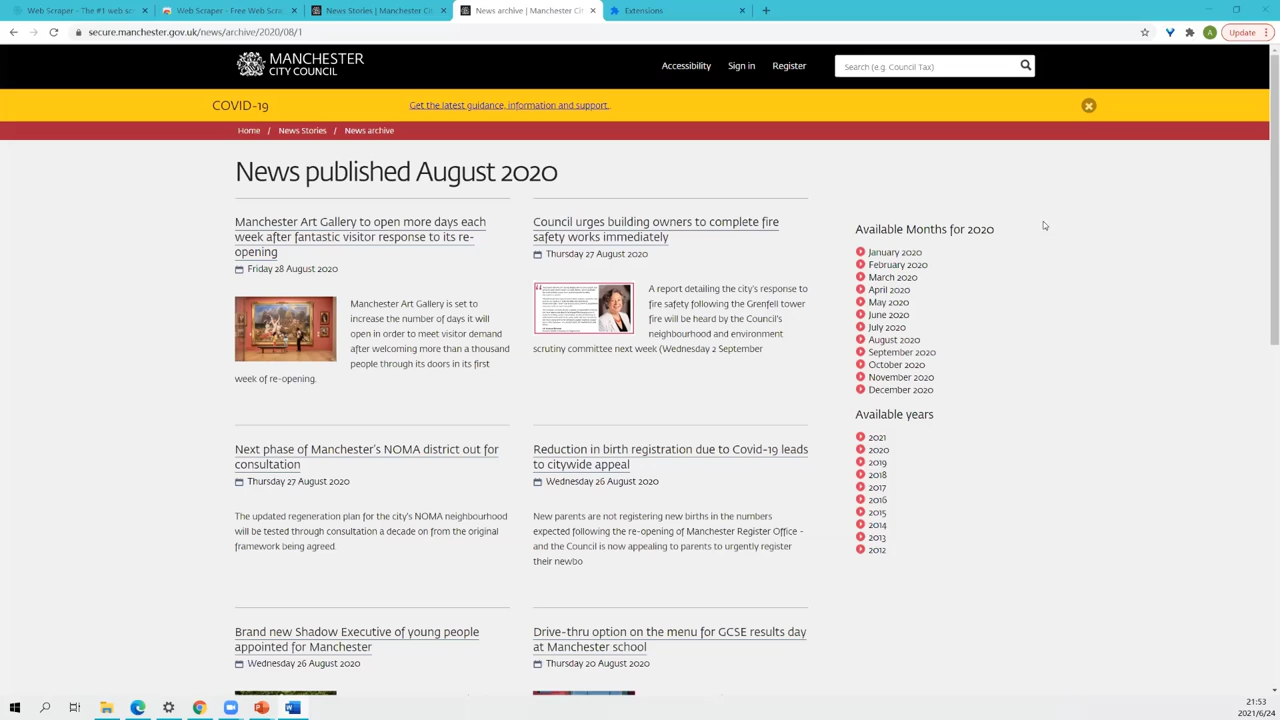 Web Scraper - The #1 web sc
Web Scraper - Free Web Scra
News Stories | Manchester Ci
News archive | Manchester Cit
Extensions
secure.manchester.gov.uk/news/archive/2020/08/1
A
Update
MANCHESTER
CITY COUNCIL
Accessibility
Sign in
Register
Search (e.g. Council Tax)
COVID-19
Get the latest guidance, information and support.
Home / News Stories / News archive
News published August 2020
Manchester Art Gallery to open more days each
week after fantastic visitor response to its re-
opening
Friday 28 August 2020
Manchester Art Gallery is set to
increase the number of days it will
open in order to meet visitor demand
after welcoming more than a thousand
people through its doors in its first
week of re-opening.
Council urges building owners to complete fire
safety works immediately
Thursday 27 August 2020
A report detailing the city's response to
fire safety following the Grenfell tower
fire will be heard by the Council's
neighbourhood and environment
scrutiny committee next week (Wednesday 2 September
Next phase of Manchester's NOMA district out for
consultation
Thursday 27 August 2020
The updated regeneration plan for the city's NOMA neighbourhood
will be tested through consultation a decade on from the original
framework being agreed.
Reduction in birth registration due to Covid-19 leads
to citywide appeal
Wednesday 26 August 2020
New parents are not registering new births in the numbers
expected following the re-opening of Manchester Register Office -
and the Council is now appealing to parents to urgently register
their newbo
Brand new Shadow Executive of young people
appointed for Manchester
Wednesday 26 August 2020
Drive-thru option on the menu for GCSE results day
at Manchester school
Thursday 20 August 2020
Available Months for 2020
January 2020
February 2020
March 2020
April 2020
May 2020
June 2020
July 2020
August 2020
September 2020
October 2020
November 2020
December 2020
Available years
2021
2020
2019
2018
2017
2016
2015
2014
2013
2012
21:53
2021/6/24